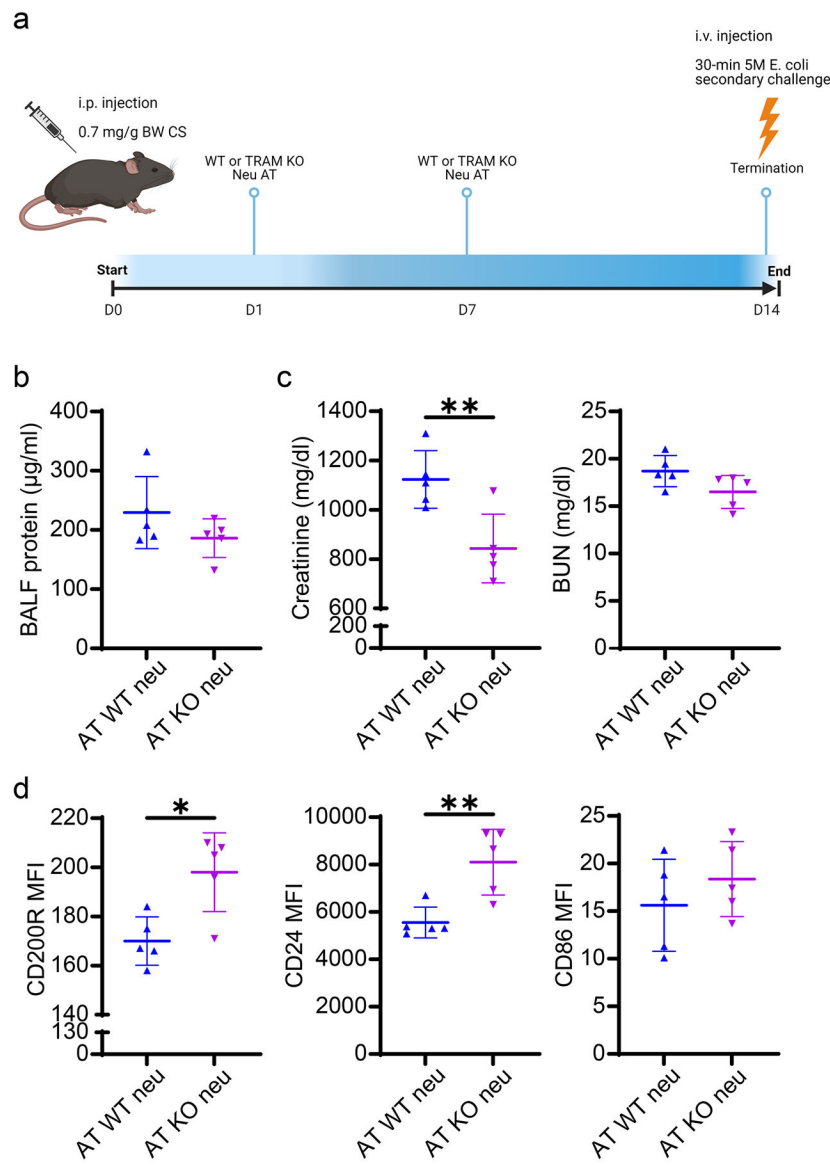 a
i.v. injection
30-min 5M E. coli
secondary challenge
i.p. injection
0.7 mg/g BW CS
WT or TRAM KO
Neu AT
WT or TRAM KO
Neu AT
Termination
Start
End
D0
D1
D7
D14
b
BALF protein (µg/ml)
400
300
200
100
0
AT WT neu
AT KO neu
c
Creatinine (mg/dl)
1400
1200
1000
800
600
200
0
**
AT WT neu
AT KO neu
BUN (mg/dl)
25
20
15
10
5
0
AT WT neu
AT KO neu
d
CD200R MFI
220
200
180
160
140
130
0
*
AT WT neu
AT KO neu
CD24 MFI
10000
8000
6000
4000
2000
0
**
AT WT neu
AT KO neu
CD86 MFI
25
20
15
10
5
0
AT WT neu
AT KO neu